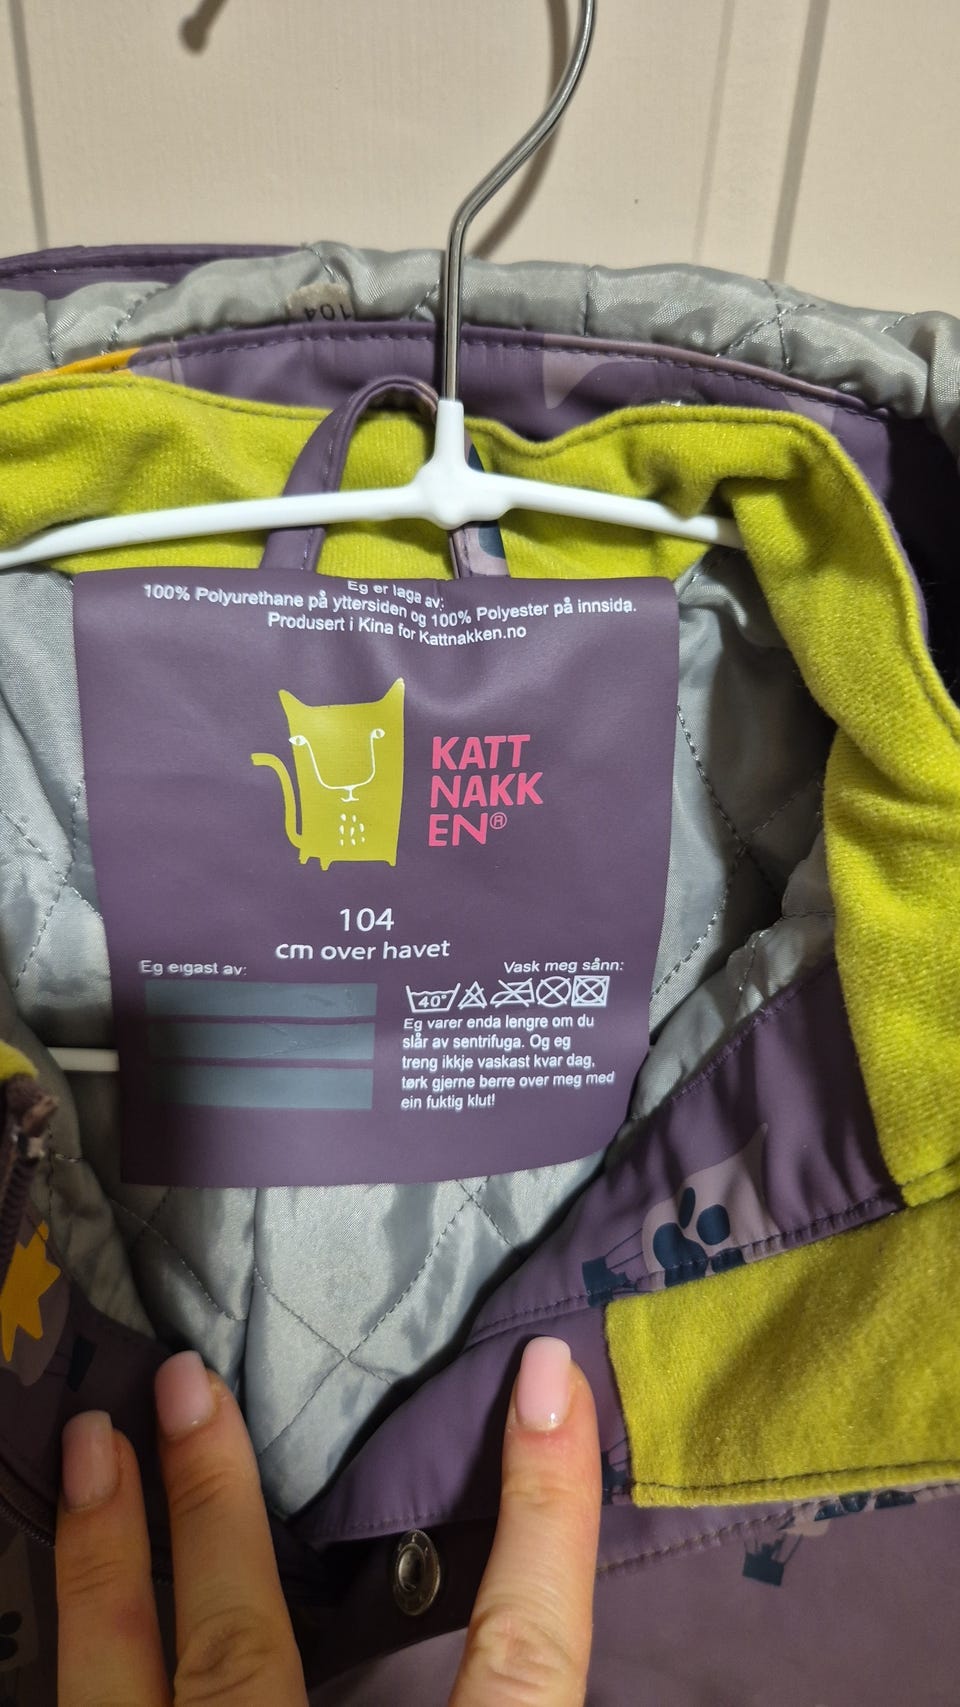 104
Eg er laga av:
100% Polyurethane på yttersiden og 100% Polyester på innsida.
Produsert i Kina for Kattnakken.no
KATT
NAKK
EN®
104
cm over havet
Eg eigast av:
Vask meg sånn:
40°
Eg varer enda lengre om du
slår av sentrifuga. Og eg
treng ikkje vaskast kvar dag,
tørk gjerne berre over meg med
ein fuktig klut!